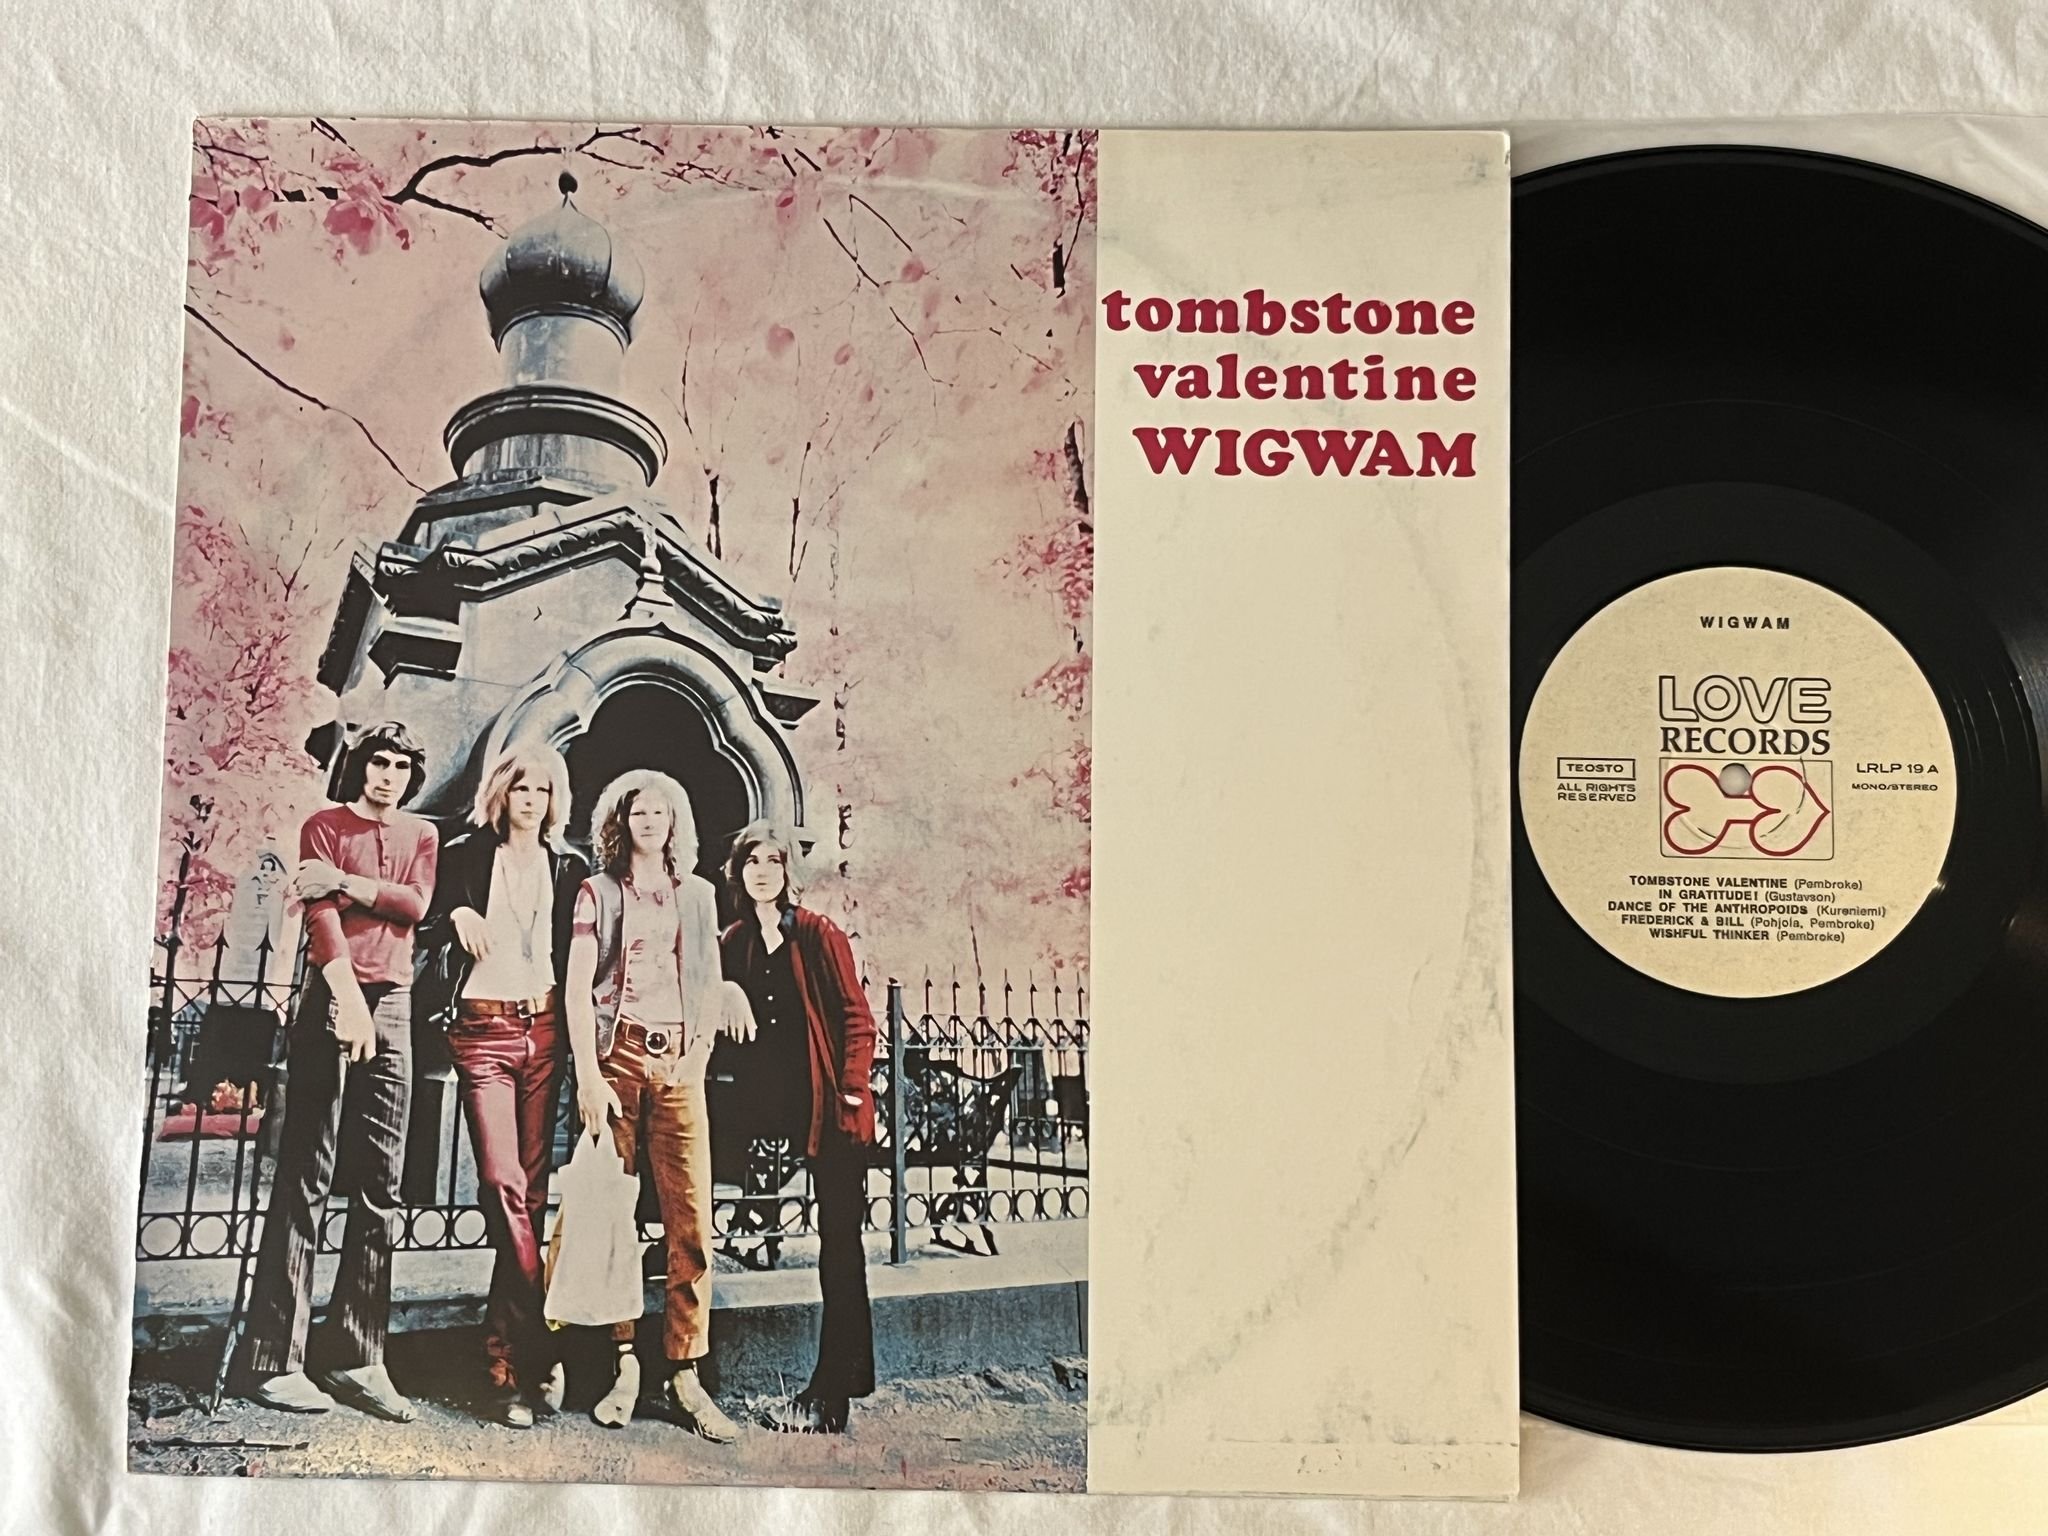 tombstone
valentine
WIGWAM
WIGWAM
LOVE
RECORDS
TEOSTO
ALL RIGHTS
RESERVED
LRLP 19 A
MONO/STEREO
TOMBSTONE VALENTINE (Pembroke)
IN GRATITUDE! (Gustavson)
DANCE OF THE ANTHROPOIDS (Kureniemi)
FREDERICK & BILL (Pohjola, Pembroke)
WISHFUL THINKER (Pembroke)